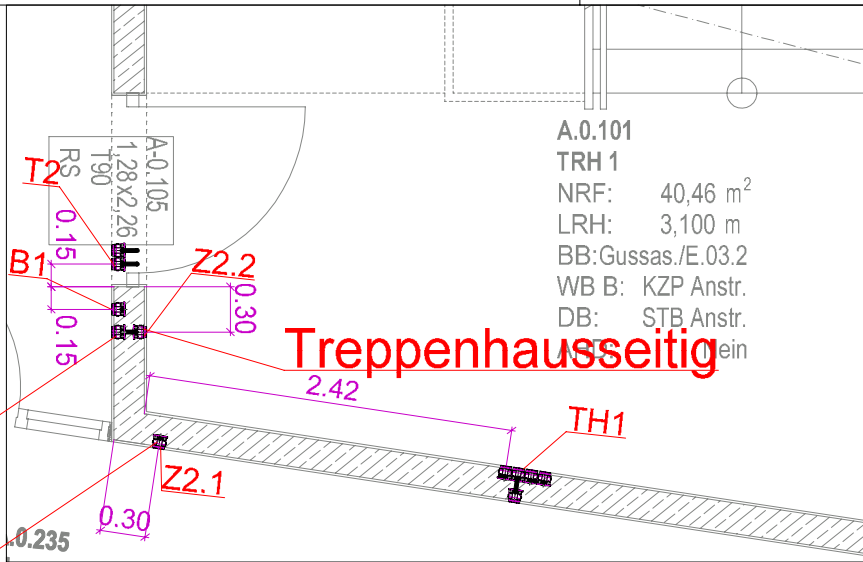 A-0.105
1,28x2,26
T90
RS
T2
0.15
B1
Z2.2
0.30
0.15
Treppenhausseitig
A.0.101
TRH 1
NRF: 40,46 m²
LRH: 3,100 m
BB:Gussas./E.03.2
WB B: KZP Anstr.
DB: STB Anstr.
AHD: Nein
2.42
TH1
Z2.1
0.30
.0.235